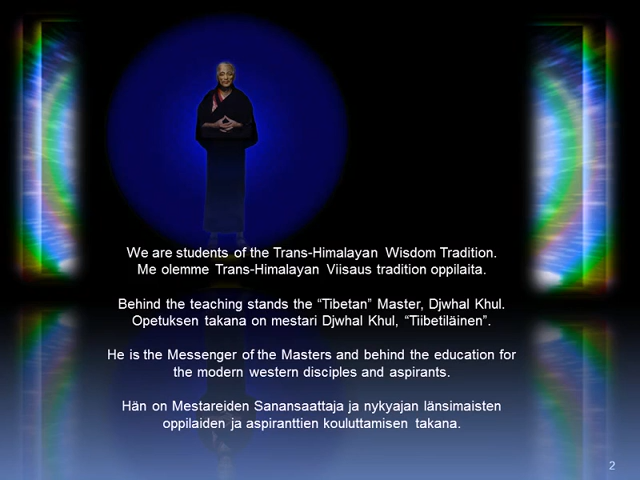 We are students of the Trans-Himalayan Wisdom Tradition.
Me olemme Trans-Himalayan Viisaus tradition oppilaita.
Behind the teaching stands the “Tibetan” Master, Djwhal Khul.
Opetuksen takana on mestari Djwhal Khul, “Tiibetiläinen”.
He is the Messenger of the Masters and behind the education for
the modern western disciples and aspirants.
Hän on Mestareiden Sanansaattaja ja nykyajan länsimaisten
oppilaiden ja aspiranttien kouluttamisen takana.
2